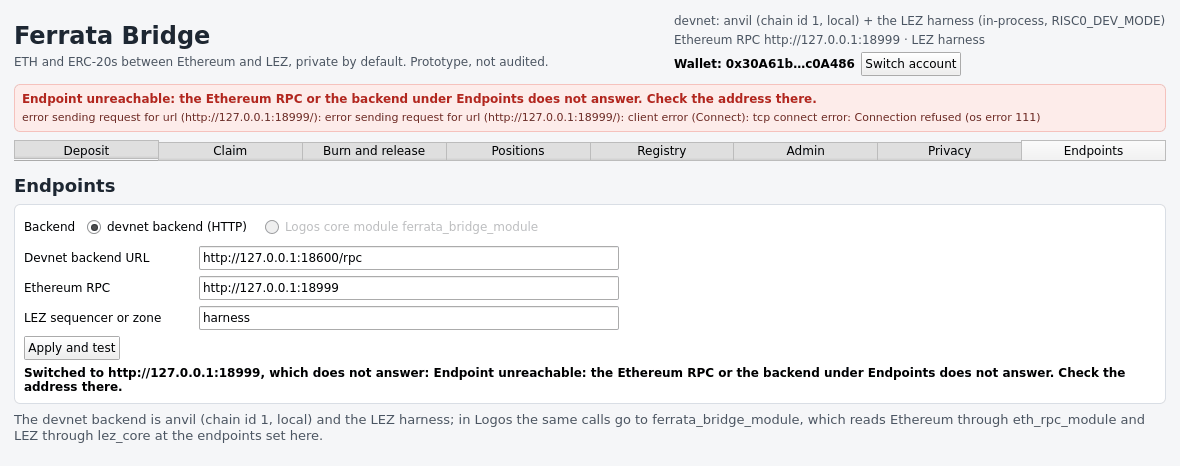 Ferrata Bridge
ETH and ERC-20s between Ethereum and LEZ, private by default. Prototype, not audited.
devnet: anvil (chain id 1, local) + the LEZ harness (in-process, RISC0_DEV_MODE)
Ethereum RPC http://127.0.0.1:18999 · LEZ harness
Wallet: 0x30A61b...c0A486 Switch account
Endpoint unreachable: the Ethereum RPC or the backend under Endpoints does not answer. Check the address there.
error sending request for url (http://127.0.0.1:18999/): error sending request for url (http://127.0.0.1:18999/): client error (Connect): tcp connect error: Connection refused (os error 111)
Deposit Claim Burn and release Positions Registry Admin Privacy Endpoints
Endpoints
Backend devnet backend (HTTP) Logos core module ferrata_bridge_module
Devnet backend URL http://127.0.0.1:18600/rpc
Ethereum RPC http://127.0.0.1:18999
LEZ sequencer or zone harness
Apply and test
Switched to http://127.0.0.1:18999, which does not answer: Endpoint unreachable: the Ethereum RPC or the backend under Endpoints does not answer. Check the
address there.
The devnet backend is anvil (chain id 1, local) and the LEZ harness; in Logos the same calls go to ferrata_bridge_module, which reads Ethereum through eth_rpc_module and
LEZ through lez_core at the endpoints set here.